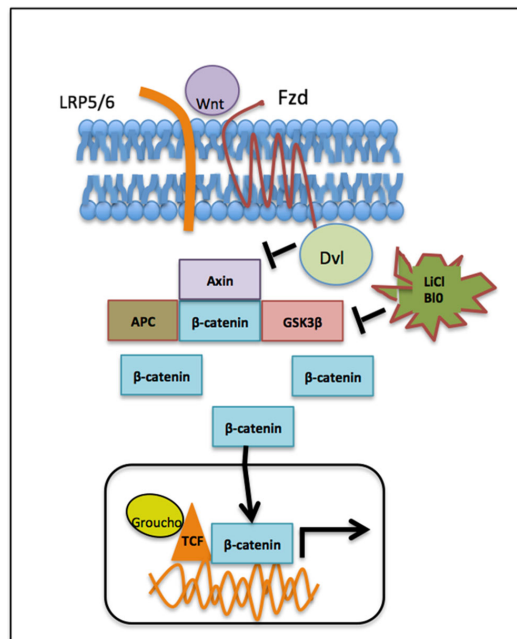 LRP5/6
Wnt
Fzd
Dvl
Axin
LiCl
BI0
APC
β-catenin
GSK3β
β-catenin
β-catenin
β-catenin
Groucho
TCF
β-catenin